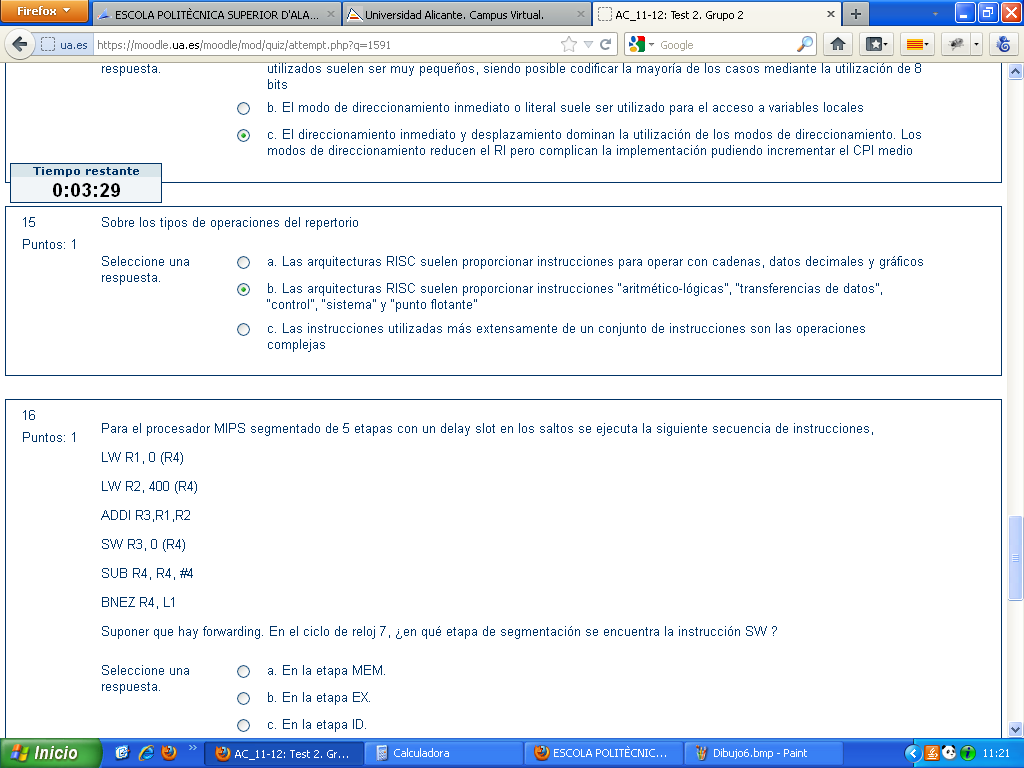 Firefox
ESCOLA POLITÈCNICA SUPERIOR D'ALA...
Universidad Alicante. Campus Virtual.
AC_11-12: Test 2. Grupo 2
ua.es
https://moodle.ua.es/moodle/mod/quiz/attempt.php?q=1591
Google
respuesta.
utilizados suelen ser muy pequeños, siendo posible codificar la mayoría de los casos mediante la utilización de 8
bits
b. El modo de direccionamiento inmediato o literal suele ser utilizado para el acceso a variables locales
c. El direccionamiento inmediato y desplazamiento dominan la utilización de los modos de direccionamiento. Los
modos de direccionamiento reducen el RI pero complican la implementación pudiendo incrementar el CPI medio
Tiempo restante
0:03:29
15
Sobre los tipos de operaciones del repertorio
Puntos: 1
Seleccione una
respuesta.
a. Las arquitecturas RISC suelen proporcionar instrucciones para operar con cadenas, datos decimales y gráficos
b. Las arquitecturas RISC suelen proporcionar instrucciones "aritmético-lógicas", "transferencias de datos",
"control", "sistema" y "punto flotante"
c. Las instrucciones utilizadas más extensamente de un conjunto de instrucciones son las operaciones
complejas
16
Puntos: 1
Para el procesador MIPS segmentado de 5 etapas con un delay slot en los saltos se ejecuta la siguiente secuencia de instrucciones,
LW R1, 0 (R4)
LW R2, 400 (R4)
ADDI R3,R1,R2
SW R3, 0 (R4)
SUB R4, R4, #4
BNEZ R4, L1
Suponer que hay forwarding. En el ciclo de reloj 7, ¿en qué etapa de segmentación se encuentra la instrucción SW ?
Seleccione una
respuesta.
a. En la etapa MEM.
b. En la etapa EX.
c. En la etapa ID.
Inicio
AC_11-12: Test 2. Gr...
Calculadora
ESCOLA POLITÈCNIC...
Dibujo6.bmp - Paint
11:21